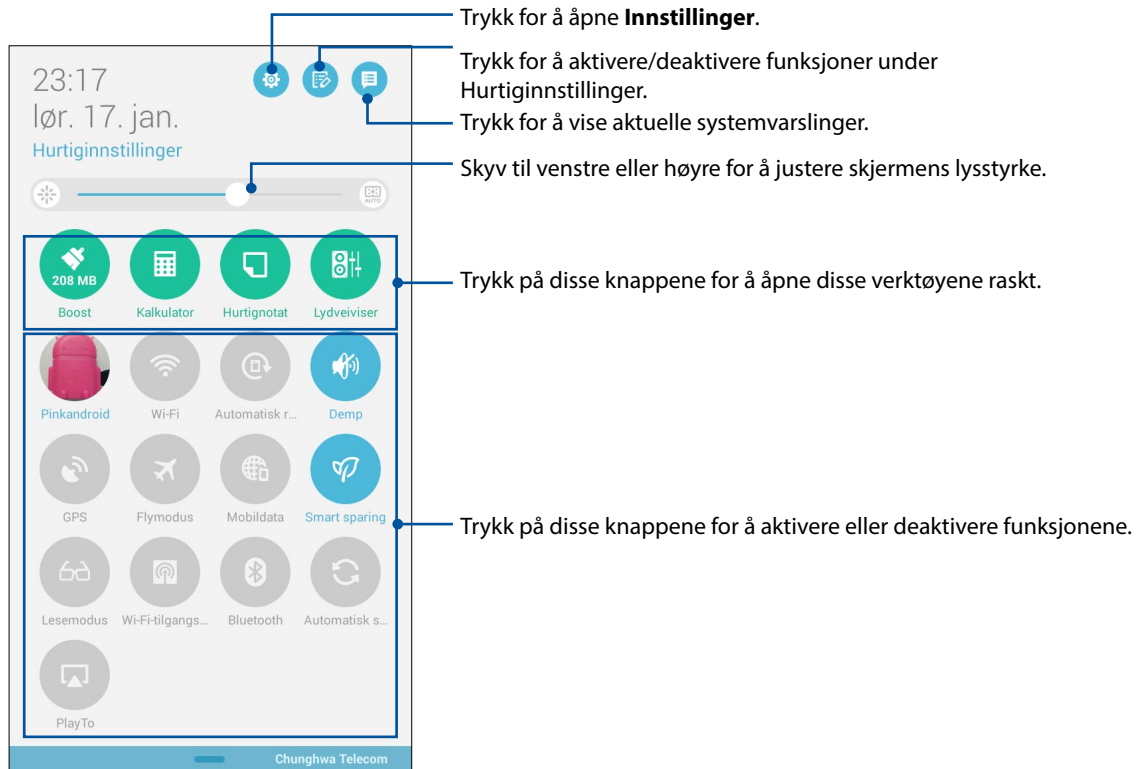 Trykk for å åpne Innstillinger.
Trykk for å aktivere/deaktivere funksjoner under
Hurtiginnstillinger.
Trykk for å vise aktuelle systemvarslinger.
Skyv til venstre eller høyre for å justere skjermens lysstyrke.
Trykk på disse knappene for å åpne disse verktøyene raskt.
Trykk på disse knappene for å aktivere eller deaktivere funksjonene.
23:17
lør. 17. jan.
Hurtiginnstillinger
AUTO
208 MB
Boost Kalkulator Hurtignotat Lydveiviser
Pinkandroid Wi-Fi Automatisk r... Demp
GPS Flymodus Mobildata Smart sparing
Lesemodus Wi-Fi-tilgangs... Bluetooth Automatisk s...
PlayTo
Chunghwa Telecom